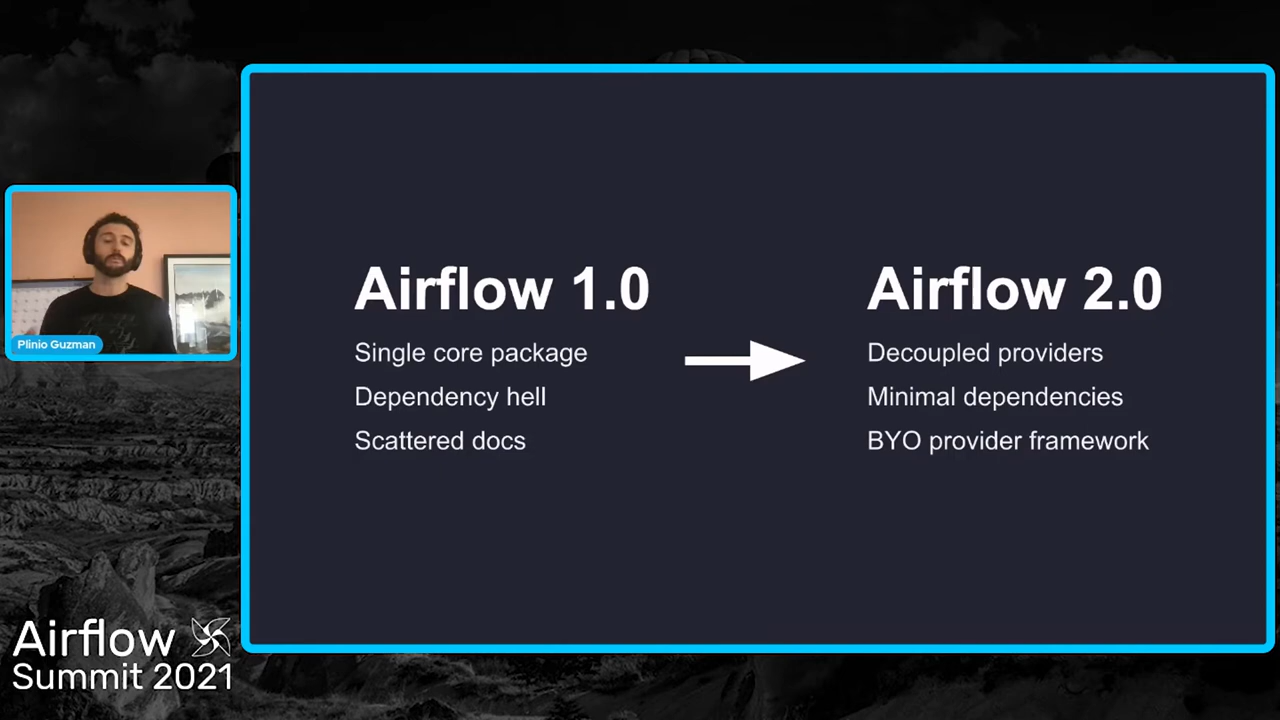 Airflow 1.0
Single core package
Dependency hell
Scattered docs
Airflow 2.0
Decoupled providers
Minimal dependencies
BYO provider framework
Plinio Guzman
Airflow
Summit 2021